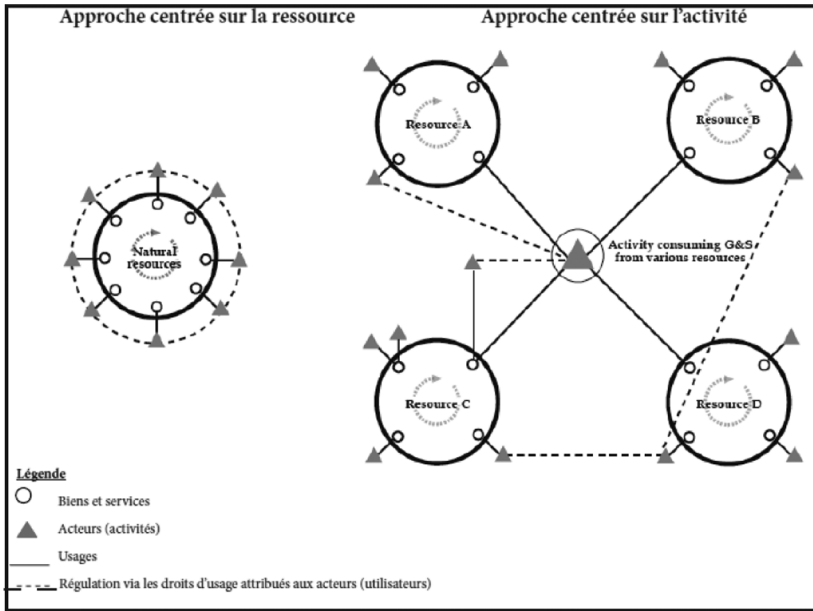 Approche centrée sur la ressource
Approche centrée sur l'activité
Resource A
Resource B
Natural
resources
Activity consuming G&S
from various resources
Resource C
Resource D
Légende
Biens et services
Acteurs (activités)
Usages
Régulation via les droits d'usage attribués aux acteurs (utilisateurs)